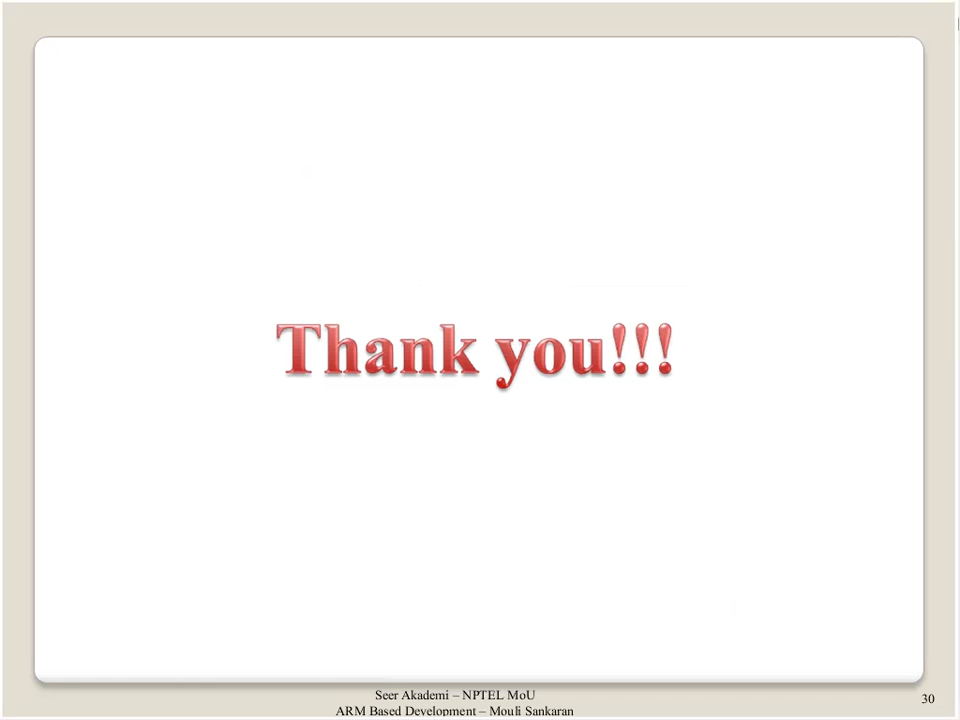 Thank you!!!
Seer Akademi – NPTEL MoU
ARM Based Development – Mouli Sankaran
30